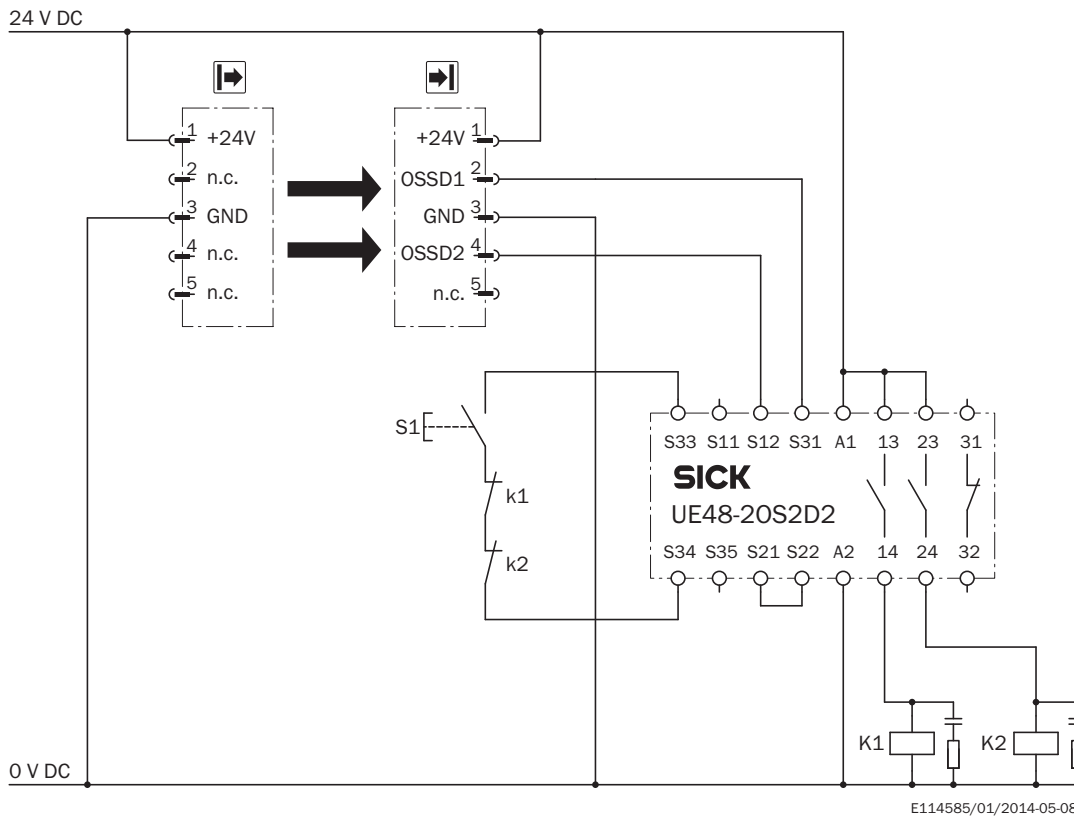 24 V DC
1 +24V
2 n.c.
3 GND
4 n.c.
5 n.c.
+24V 1
OSSD1 2
GND 3
OSSD2 4
n.c. 5
S1
k1
k2
S33 S11 S12 S31 A1 13 23 31
SICK
UE48-20S2D2
S34 S35 S21 S22 A2 14 24 32
K1
K2
0 V DC
E114585/01/2014-05-08